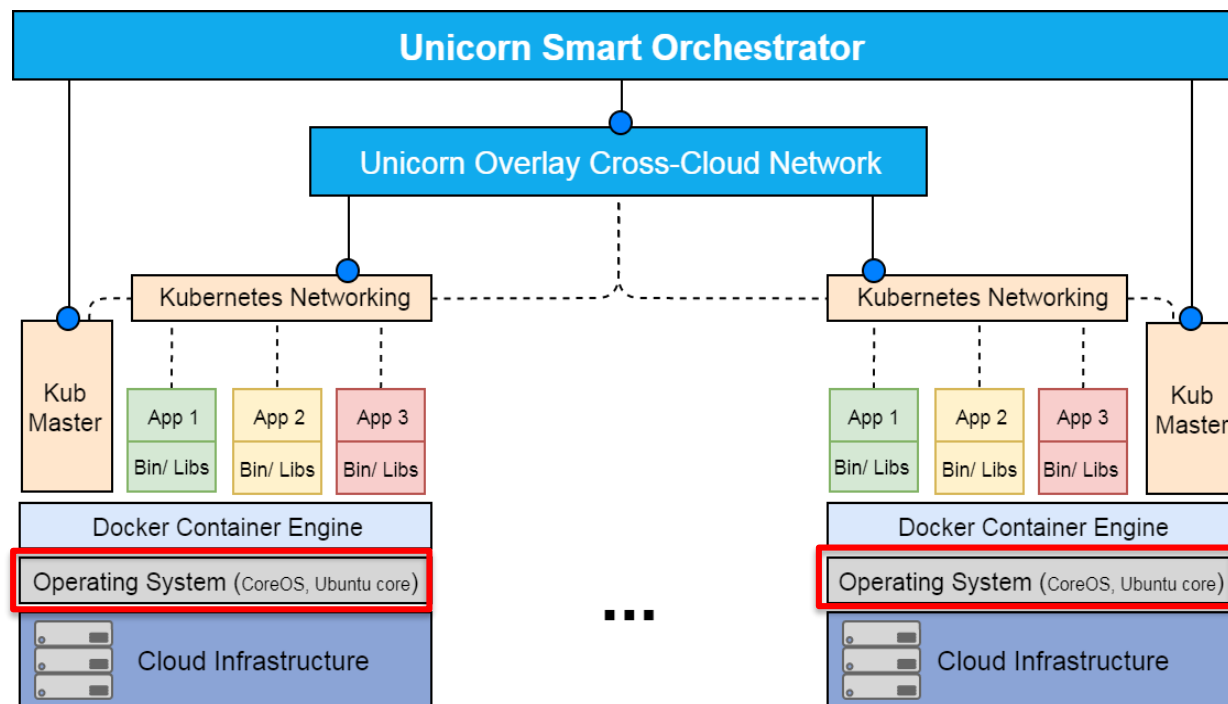 Unicorn Smart Orchestrator
Unicorn Overlay Cross-Cloud Network
Kubernetes Networking
Kubernetes Networking
Kub
Master
App 1
App 2
App 3
Bin/ Libs
Bin/ Libs
Bin/ Libs
App 1
App 2
App 3
Bin/ Libs
Bin/ Libs
Bin/ Libs
Kub
Master
Docker Container Engine
Docker Container Engine
Operating System (CoreOS, Ubuntu core)
Operating System (CoreOS, Ubuntu core)
...
Cloud Infrastructure
Cloud Infrastructure